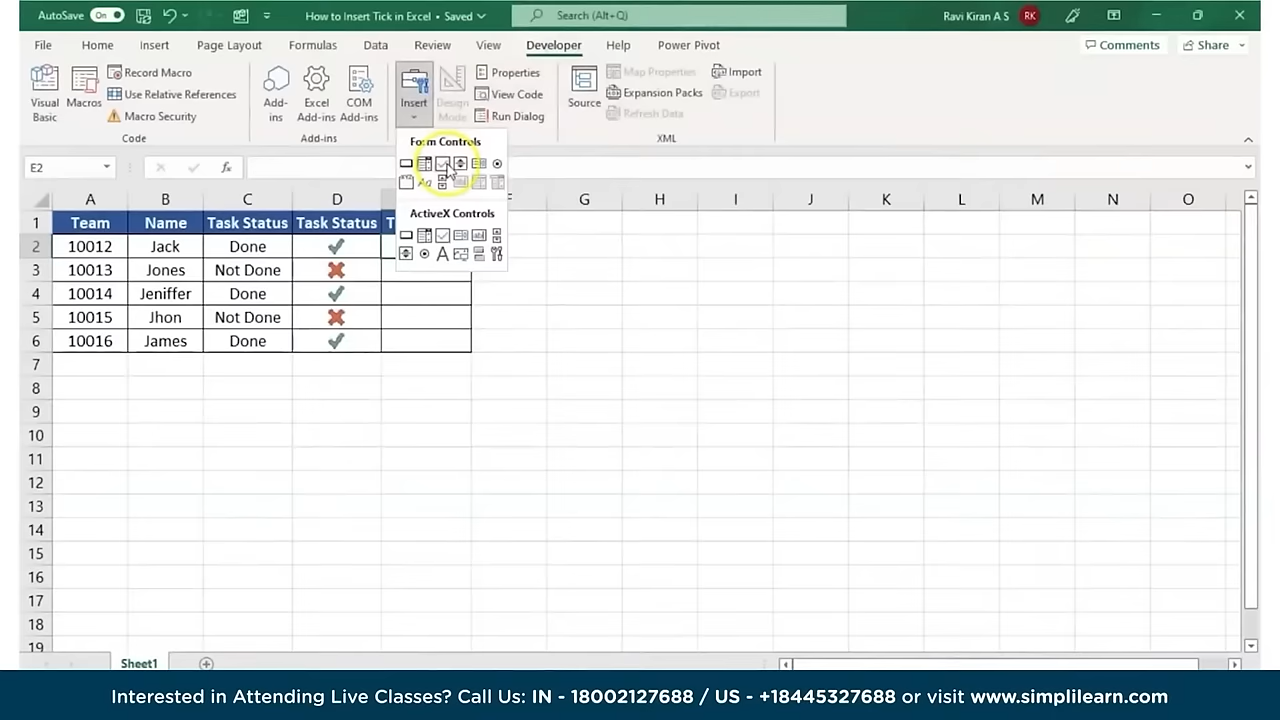 AutoSave On How to Insert Tick in Excel • Saved Search (Alt+Q) Ravi Kiran A S RK
File Home Insert Page Layout Formulas Data Review View Developer Help Power Pivot Comments Share
Visual Basic
Macros
Record Macro
Use Relative References
Macro Security
Code
Add-ins
Excel Add-ins
COM Add-ins
Add-ins
Insert
Design Mode
Properties
View Code
Run Dialog
Source
Map Properties
Expansion Packs
Refresh Data
Import
Export
XML
Form Controls
Aa
ActiveX Controls
A
E2 fx
A B C D F G H I J K L M N O
1 Team Name Task Status Task Status T
2 10012 Jack Done ✔
3 10013 Jones Not Done ✖
4 10014 Jeniffer Done ✔
5 10015 Jhon Not Done ✖
6 10016 James Done ✔
7
8
9
10
11
12
13
14
15
16
17
18
19
Sheet1
Interested in Attending Live Classes? Call Us: IN - 18002127688 / US - +18445327688 or visit www.simplilearn.com